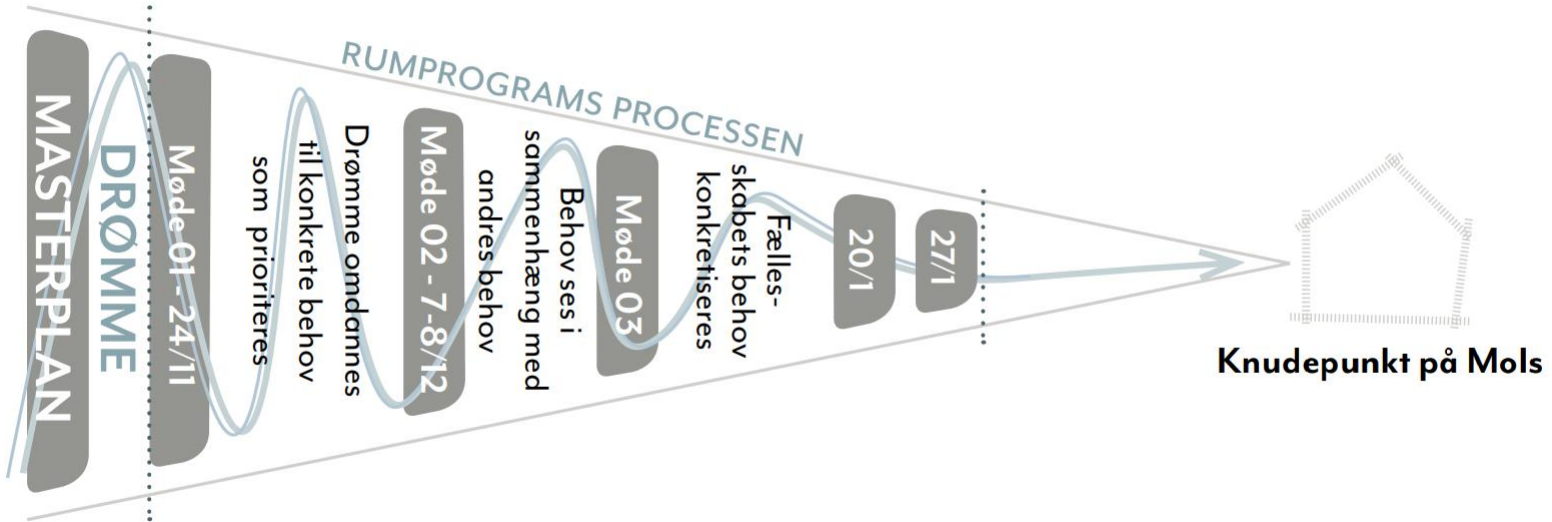 RUMPROGRAMS PROCESSEN
MASTERPLAN
DRØMME
Møde 01 - 24/11
Drømme omdannes
til konkrete behov
som prioriteres
Møde 02 - 7-8/12
Behov ses i
sammenhæng med
andres behov
Møde 03
Fælles-
skabets behov
konkretiseres
20/1
27/1
Knudepunkt på Mols